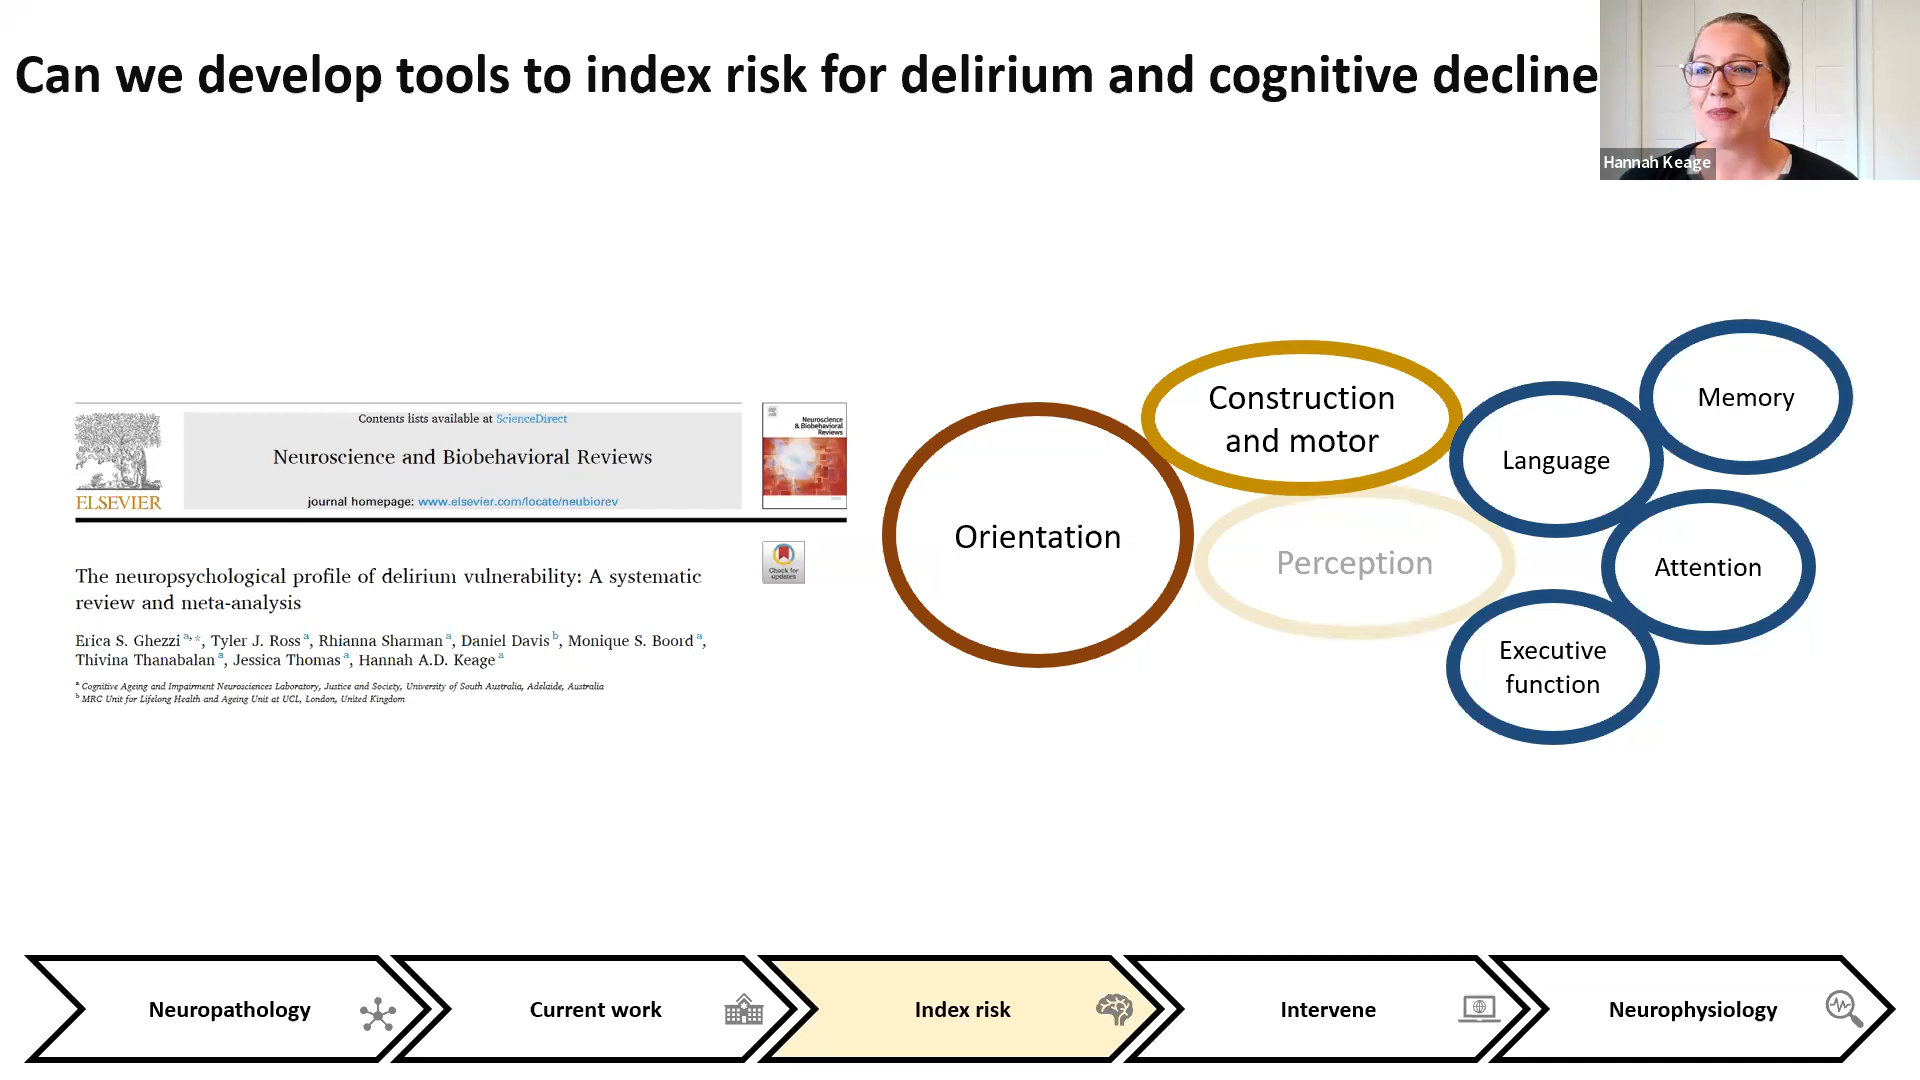 Can we develop tools to index risk for delirium and cognitive decline
Hannah Keage
Contents lists available at ScienceDirect
Neuroscience and Biobehavioral Reviews
journal homepage: www.elsevier.com/locate/neubiorev
ELSEVIER
Neuroscience
& Biobehavioral
Reviews
Check for
updates
The neuropsychological profile of delirium vulnerability: A systematic
review and meta-analysis
Erica S. Ghezzi a,*, Tyler J. Ross a, Rhianna Sharman a, Daniel Davis b, Monique S. Boord a,
Thivina Thanabalan a, Jessica Thomas a, Hannah A.D. Keage a
a Cognitive Ageing and Impairment Neurosciences Laboratory, Justice and Society, University of South Australia, Adelaide, Australia
b MRC Unit for Lifelong Health and Ageing Unit at UCL, London, United Kingdom
Orientation
Construction
and motor
Perception
Language
Memory
Attention
Executive
function
Neuropathology
Current work
Index risk
Intervene
Neurophysiology